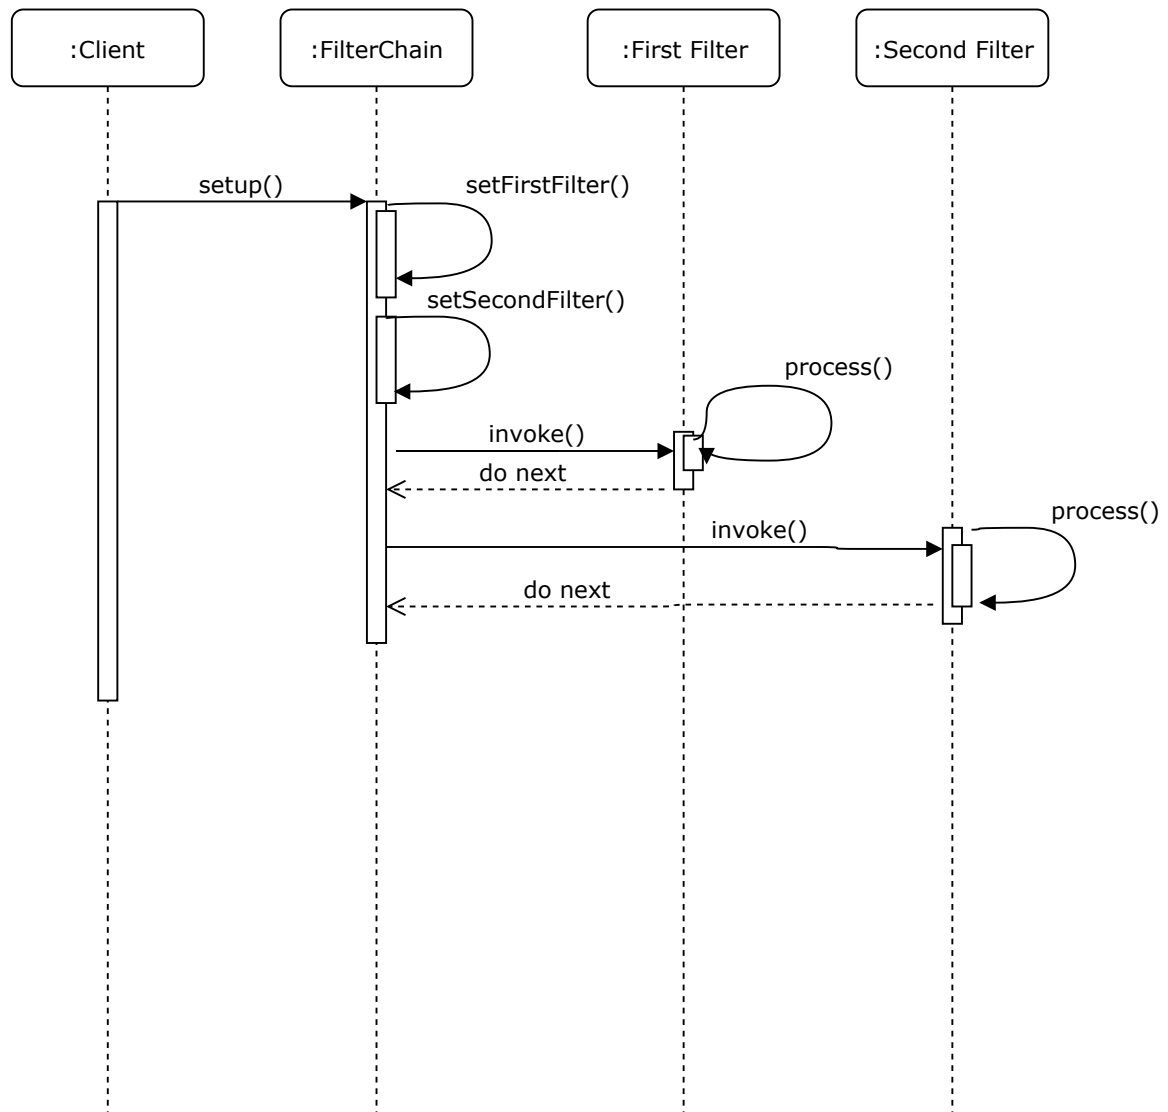 :Client
:FilterChain
:First Filter
:Second Filter
setup()
setFirstFilter()
setSecondFilter()
process()
invoke()
do next
process()
invoke()
do next